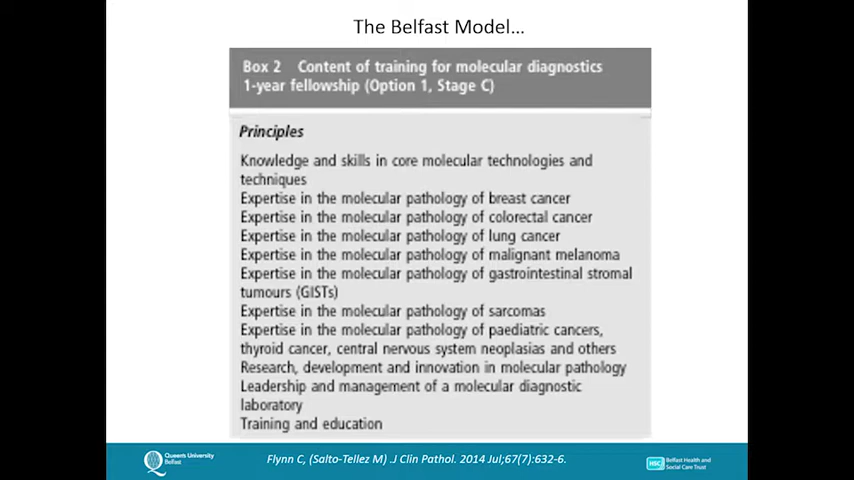 The Belfast Model…
Box 2 Content of training for molecular diagnostics
1-year fellowship (Option 1, Stage C)
Principles
Knowledge and skills in core molecular technologies and
techniques
Expertise in the molecular pathology of breast cancer
Expertise in the molecular pathology of colorectal cancer
Expertise in the molecular pathology of lung cancer
Expertise in the molecular pathology of malignant melanoma
Expertise in the molecular pathology of gastrointestinal stromal
tumours (GISTs)
Expertise in the molecular pathology of sarcomas
Expertise in the molecular pathology of paediatric cancers,
thyroid cancer, central nervous system neoplasias and others
Research, development and innovation in molecular pathology
Leadership and management of a molecular diagnostic
laboratory
Training and education
Queen's University
Belfast
Flynn C, (Salto-Tellez M) .J Clin Pathol. 2014 Jul;67(7):632-6.
HSC
Belfast Health and
Social Care Trust